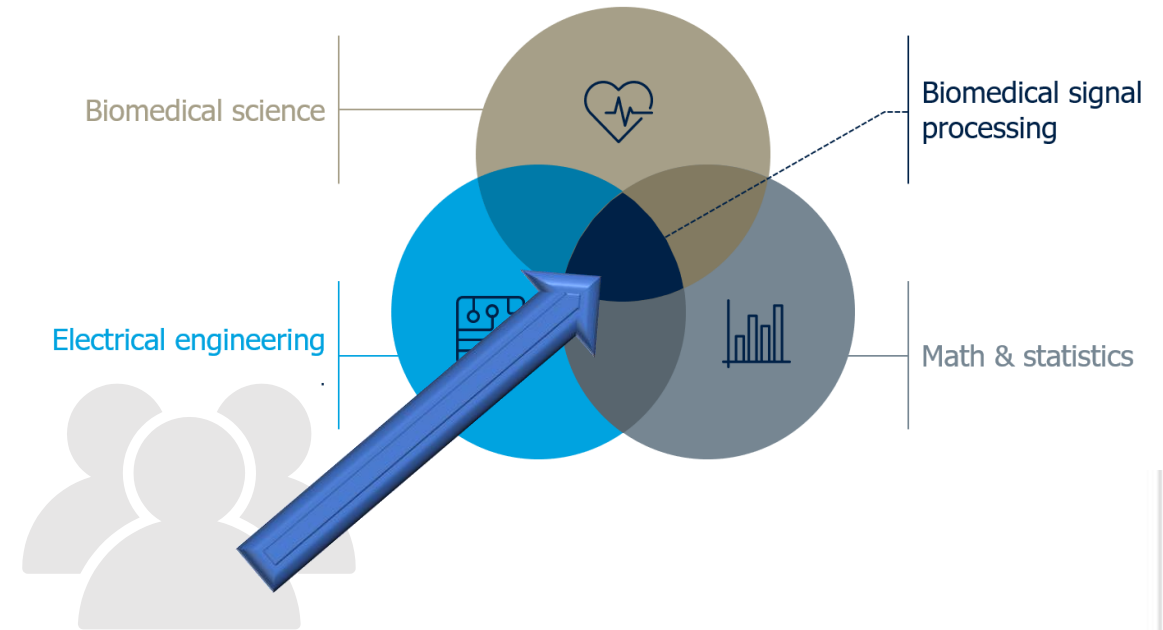 Biomedical science
Biomedical signal
processing
Electrical engineering
.
Math & statistics